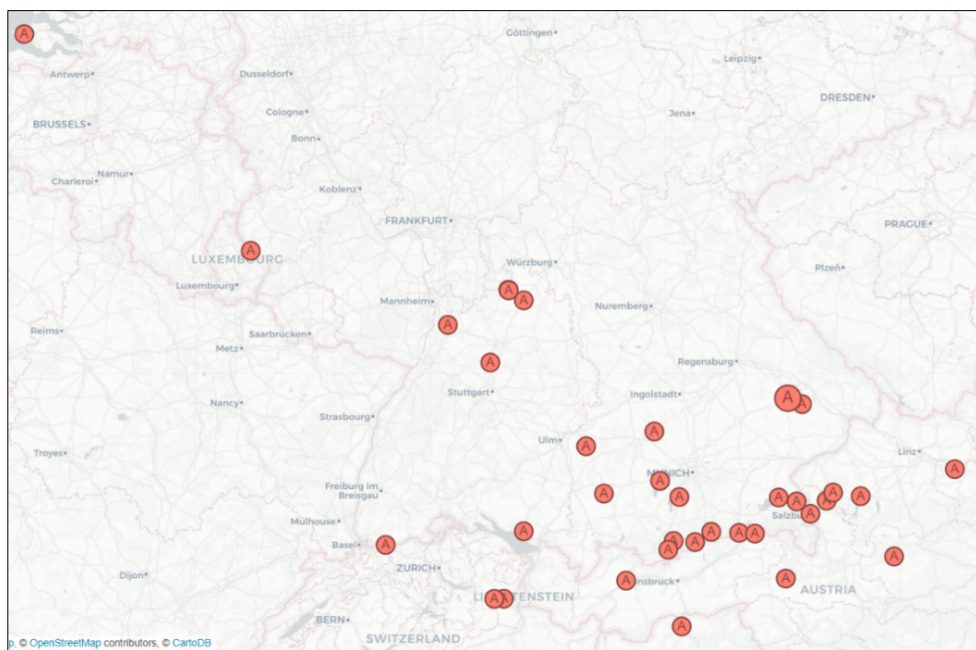 A
Göttingen
Leipzig
Antwerp
Dusseldorf
DRESDEN
Cologne
Jena
BRUSSELS
Bonn
Charleroi
Namur
Koblenz
FRANKFURT
PRAGUE
A
LUXEMBOURG
Würzburg
Plzeň
Luxembourg
A
A
Mannheim
Nuremberg
A
Reims
Saarbrücken
Metz
A
Regensburg
Stuttgart
Ingolstadt
A
A
Nancy
Strasbourg
A
Ulm
A
Troyes
Linz
A
A
Freiburg im
Breisgau
A
A
A
A
A
A
A
A
A
Mulhouse
A
A
A
A
A
A
A
Basel
A
A
A
ZURICH
Dijon
A
A
A
AUSTRIA
A
A
BERN
A
SWITZERLAND
p, © OpenStreetMap contributors, © CartoDB